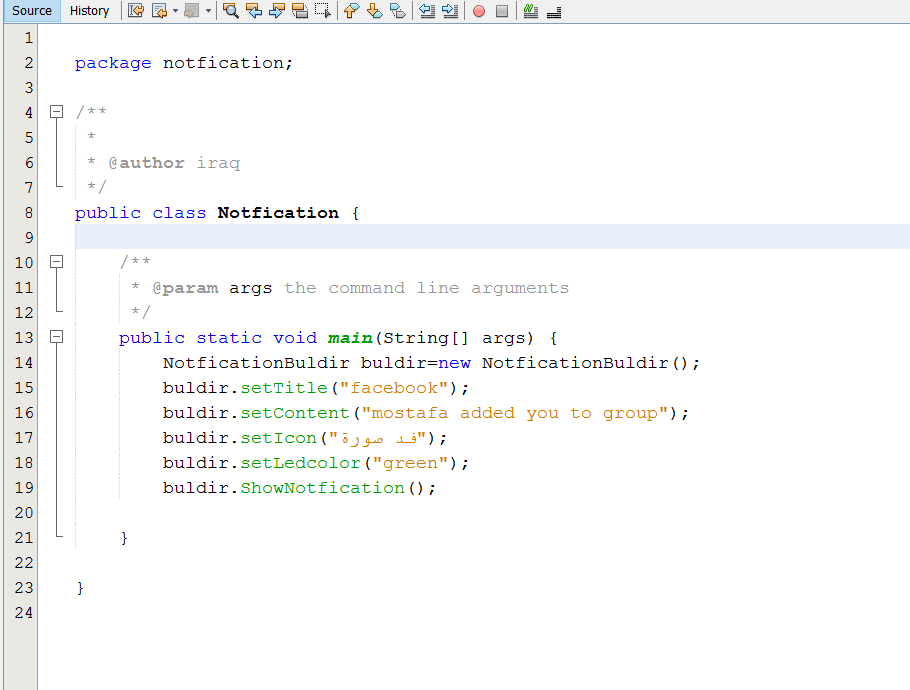 Source History
1
2 package notfication;
3
4 /**
5 *
6 * @author iraq
7 */
8 public class Notfication {
9
10 /**
11 * @param args the command line arguments
12 */
13 public static void main(String[] args) {
14 NotficationBuldir buldir=new NotficationBuldir();
15 buldir.setTitle("facebook");
16 buldir.setContent("mostafa added you to group");
17 buldir.setIcon("فد صورة");
18 buldir.setLedcolor("green");
19 buldir.ShowNotfication();
20
21 }
22
23 }
24